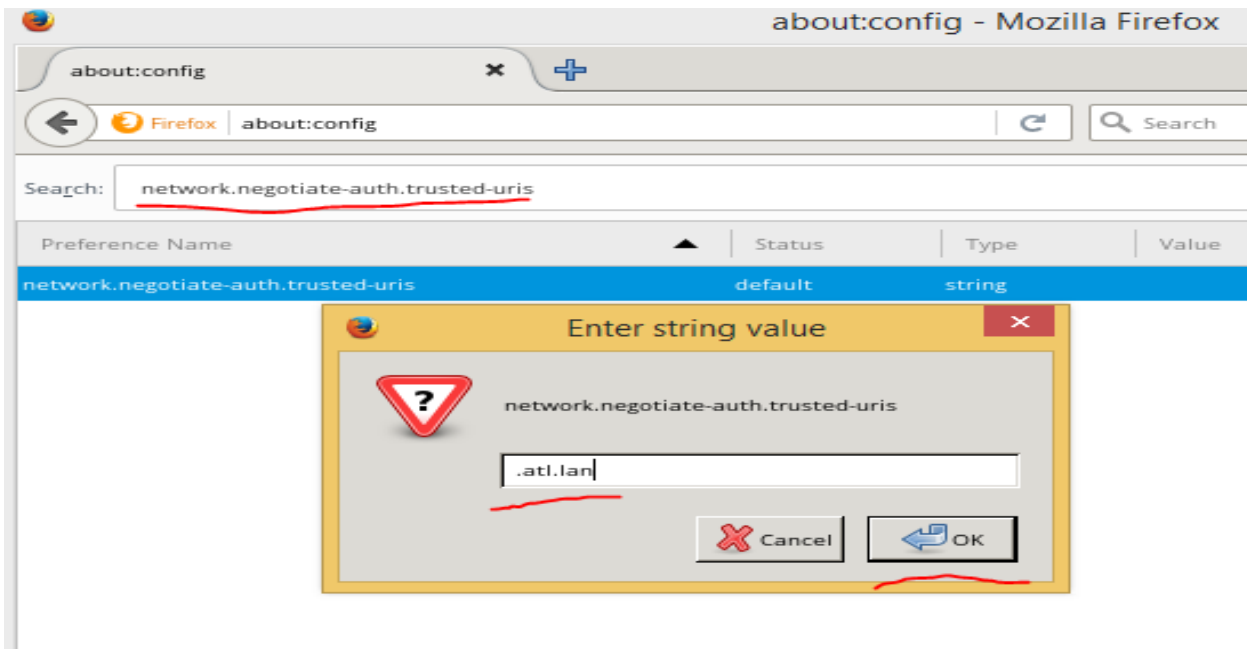 about:config - Mozilla Firefox
about:config
Firefox about:config Search
Search: network.negotiate-auth.trusted-uris
Preference Name Status Type Value
network.negotiate-auth.trusted-uris default string
Enter string value
?
network.negotiate-auth.trusted-uris
.atl.lan
Cancel OK